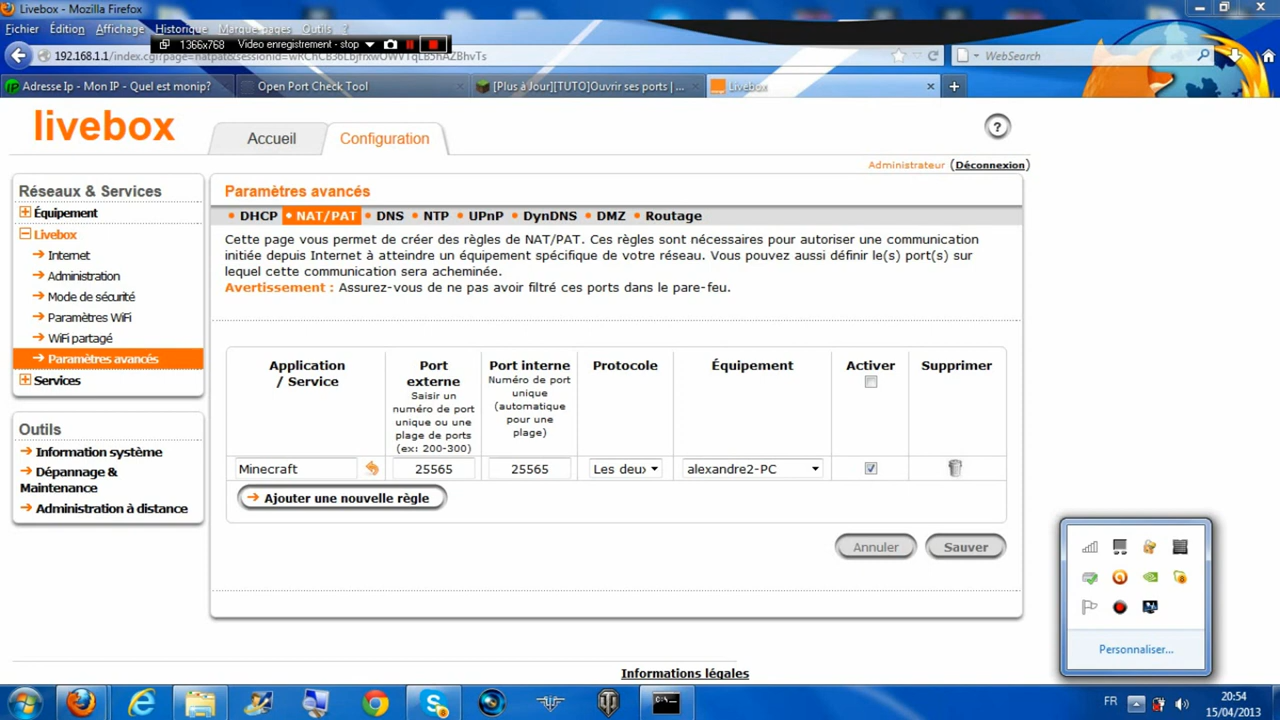 Livebox - Mozilla Firefox
Fichier Édition Affichage Historique Marque-pages Outils ?
1366x768 Video enregistrement - stop
192.168.1.1/index.cgi?page=natpat&sessionid=
WebSearch
Adresse Ip - Mon IP - Quel est monip?
Open Port Check Tool
[Plus à Jour][TUTO]Ouvrir ses ports | ...
Livebox
livebox
Accueil
Configuration
?
Administrateur (Déconnexion)
Réseaux & Services
Équipement
Livebox
Internet
Administration
Mode de sécurité
Paramètres WiFi
WiFi partagé
Paramètres avancés
Services
Outils
Information système
Dépannage &
Maintenance
Administration à distance
Paramètres avancés
DHCP NAT/PAT DNS NTP UPnP DynDNS DMZ Routage
Cette page vous permet de créer des règles de NAT/PAT. Ces règles sont nécessaires pour autoriser une communication
initiée depuis Internet à atteindre un équipement spécifique de votre réseau. Vous pouvez aussi définir le(s) port(s) sur
lequel cette communication sera acheminée.
Avertissement : Assurez-vous de ne pas avoir filtré ces ports dans le pare-feu.
Application
/ Service
Port
externe
Saisir un
numéro de port
unique ou une
plage de ports
(ex: 200-300)
Port interne
Numéro de port
unique
(automatique
pour une
plage)
Protocole
Équipement
Activer
Supprimer
Minecraft 25565 25565 Les deux alexandre2-PC
Ajouter une nouvelle règle
Annuler Sauver
Personnaliser...
Informations légales
FR
20:54
15/04/2013